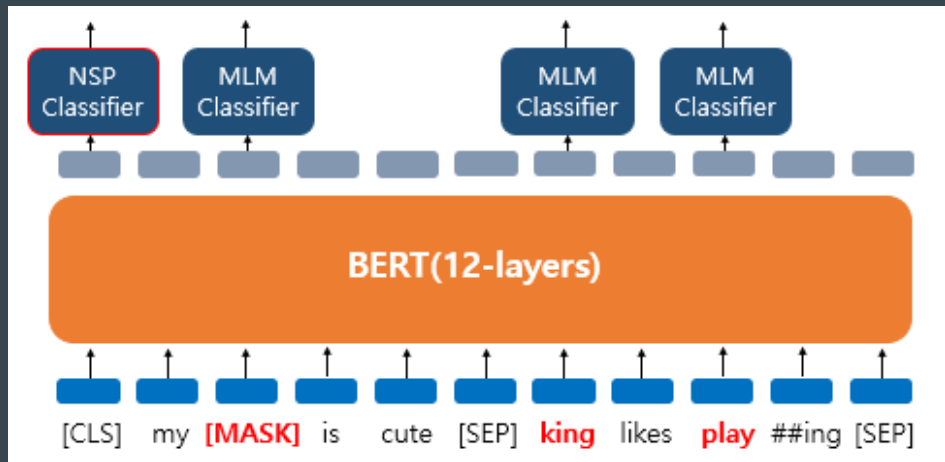 NSP
Classifier
MLM
Classifier
MLM
Classifier
MLM
Classifier
BERT(12-layers)
[CLS] my [MASK] is cute [SEP] king likes play ##ing [SEP]